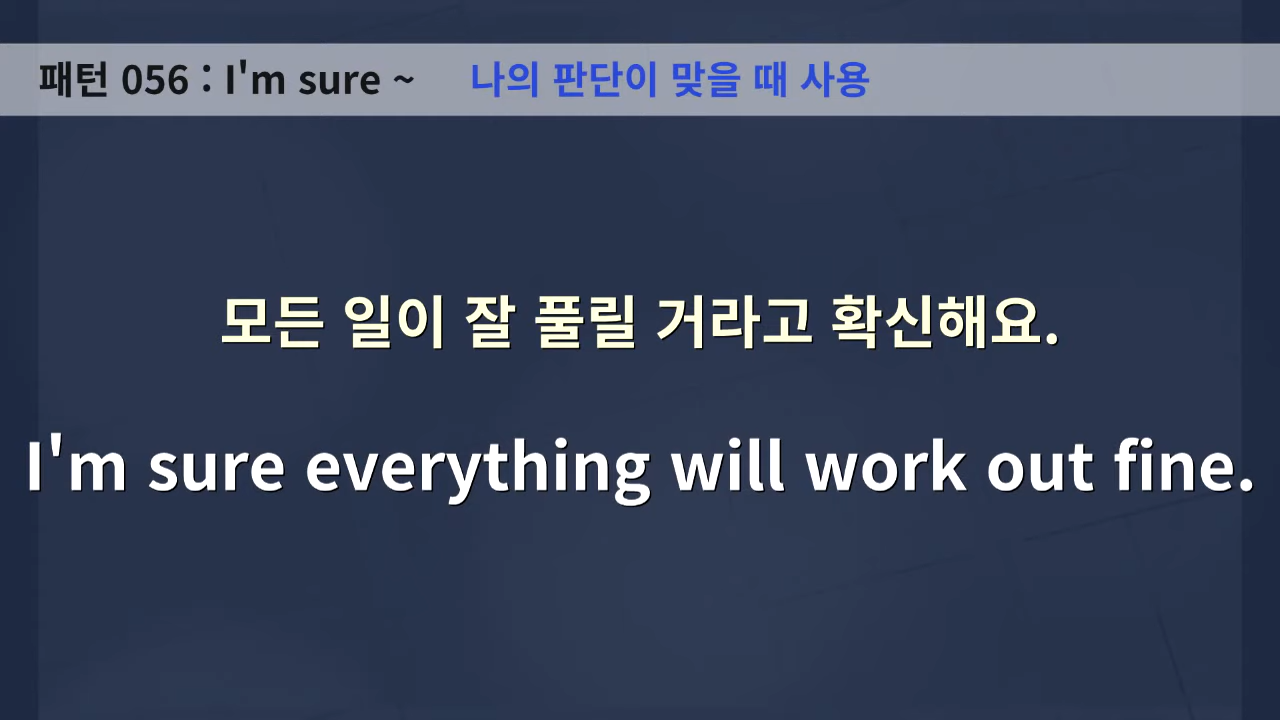 패턴 056 : I'm sure ~ 나의 판단이 맞을 때 사용
모든 일이 잘 풀릴 거라고 확신해요.
I'm sure everything will work out fine.